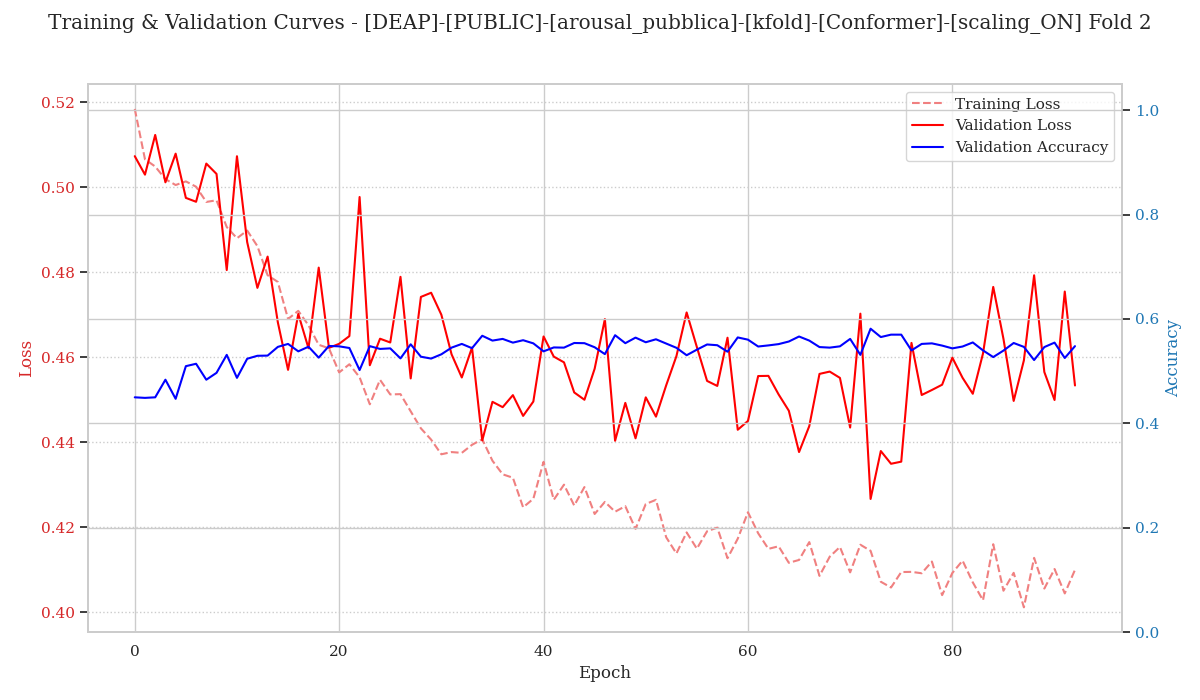 Training & Validation Curves - [DEAP]-[PUBLIC]-[arousal_pubblica]-[kfold]-[Conformer]-[scaling_ON] Fold 2
Training Loss
Validation Loss
Validation Accuracy
Loss
0.52
0.50
0.48
0.46
0.44
0.42
0.40
1.0
0.8
0.6
0.4
0.2
0.0
Accuracy
0
20
40
60
80
Epoch